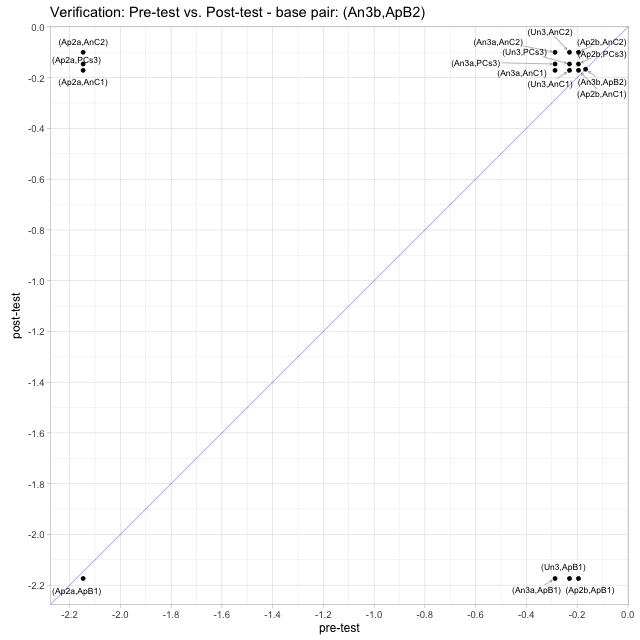 Verification: Pre-test vs. Post-test - base pair: (An3b,ApB2)
0.0
-0.2
-0.4
-0.6
-0.8
-1.0
-1.2
-1.4
-1.6
-1.8
-2.0
-2.2
post-test
(Ap2a,AnC2)
(Ap2a,PCs3)
(Ap2a,AnC1)
(Un3,AnC2)
(An3a,AnC2)
(Ap2b,AnC2)
(Un3,PCs3)
(Ap2b,PCs3)
(An3a,PCs3)
(An3a,AnC1)
(Un3,AnC1)
(An3b,ApB2)
(Ap2b,AnC1)
(Un3,ApB1)
(Ap2a,ApB1)
(An3a,ApB1)
(Ap2b,ApB1)
-2.2
-2.0
-1.8
-1.6
-1.4
-1.2
-1.0
-0.8
-0.6
-0.4
-0.2
0.0
pre-test